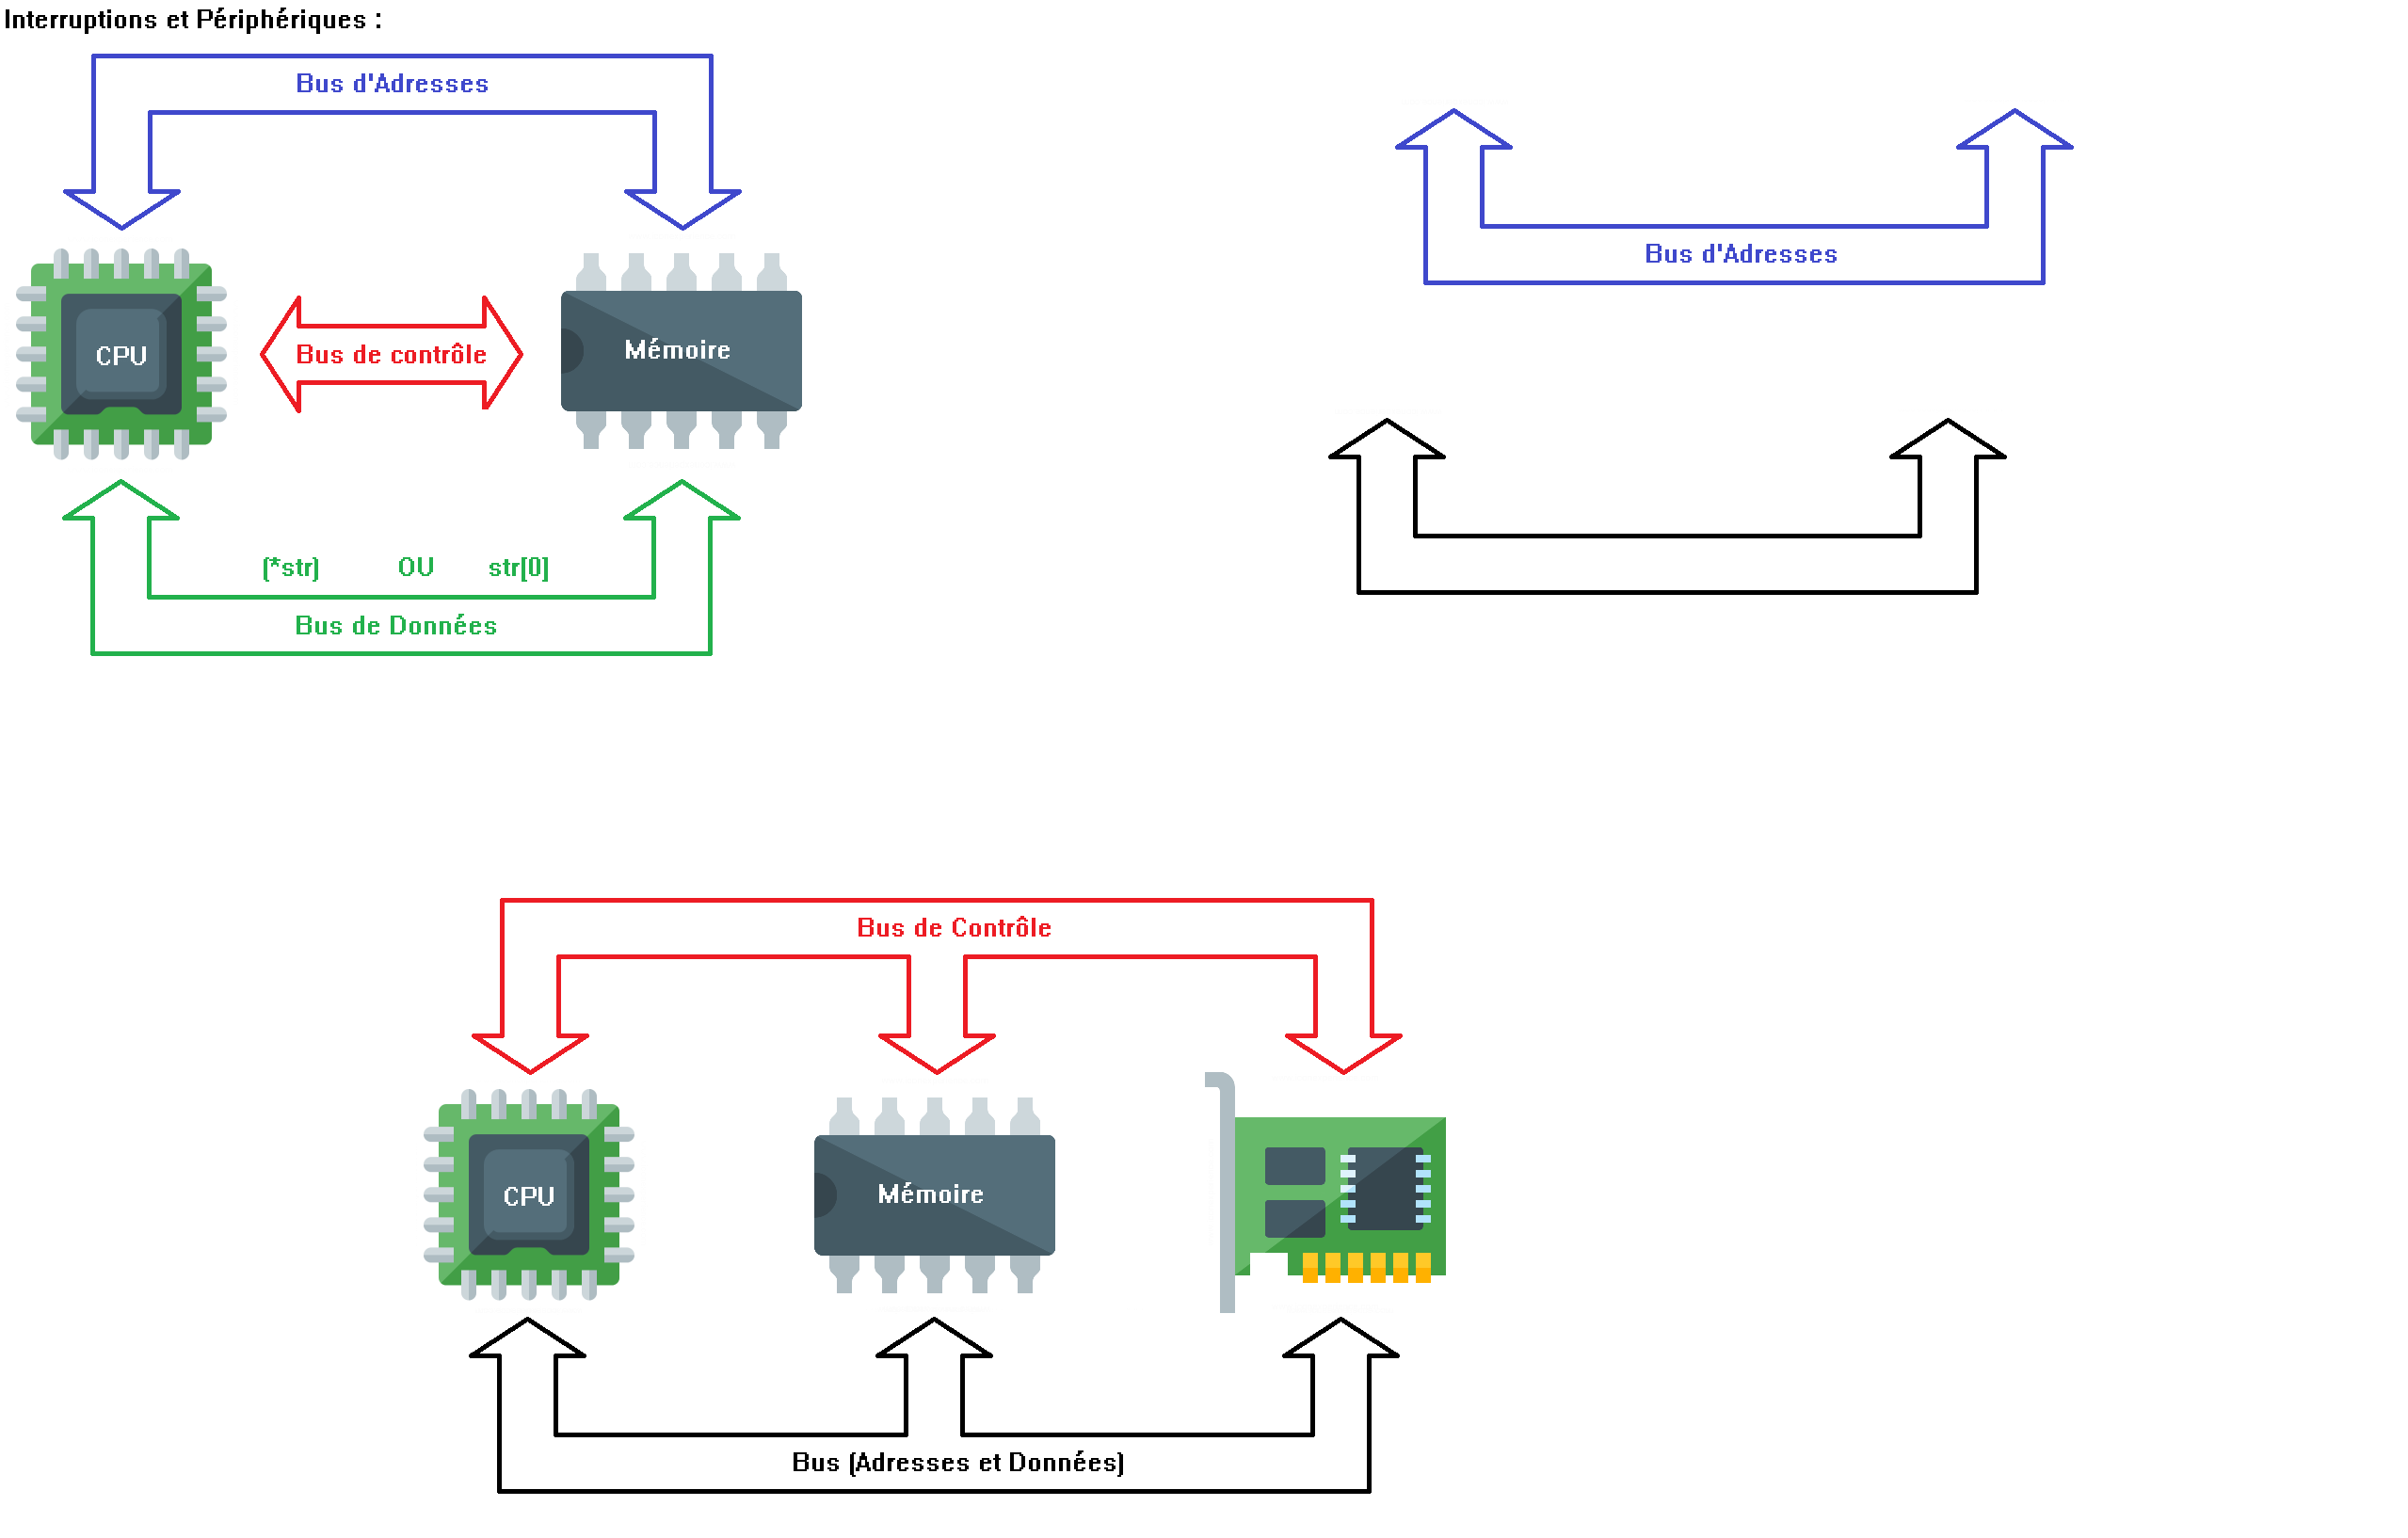 Interruptions et Périphériques :
Bus d'Adresses
Bus d'Adresses
CPU
Bus de contrôle
Mémoire
(*str) OU str[0]
Bus de Données
Bus de Contrôle
CPU
Mémoire
Bus (Adresses et Données)